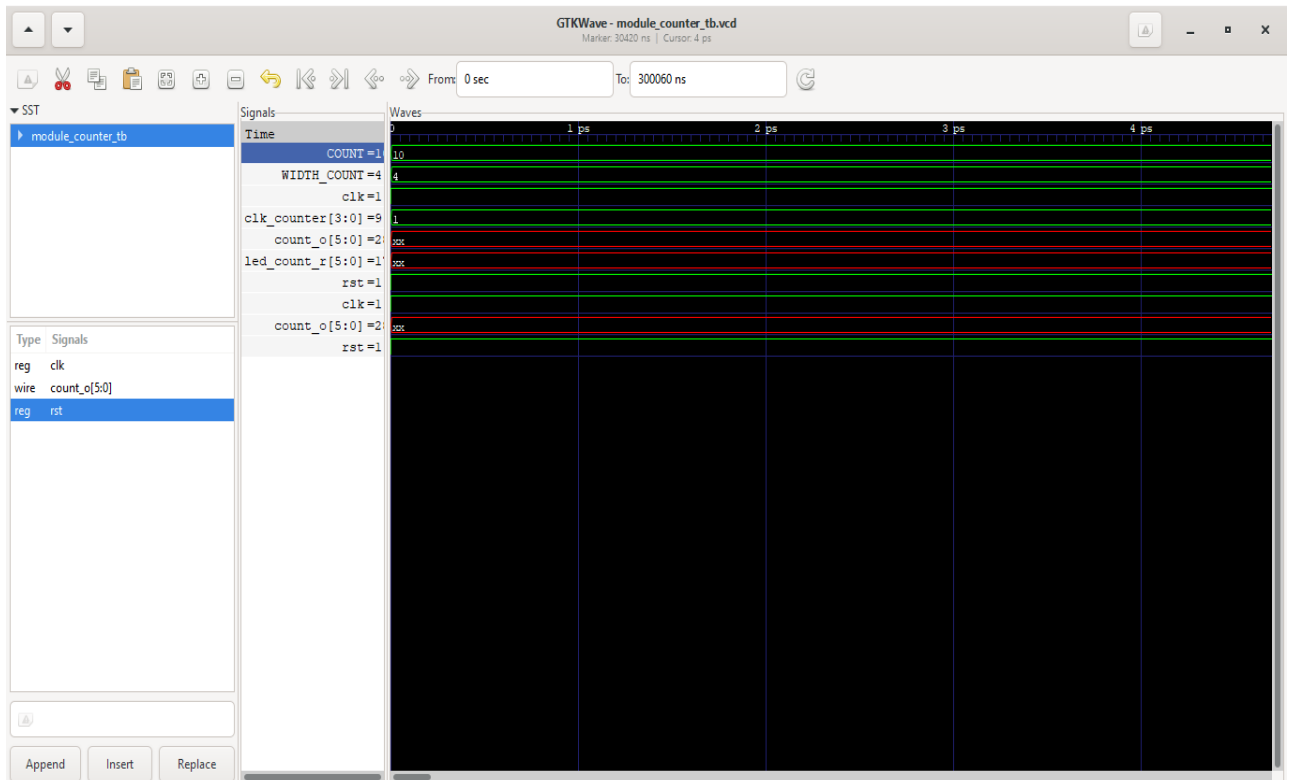 GTKWave - module_counter_tb.vcd
Marker: 30420 ns | Cursor: 4 ps
From: 0 sec To: 300060 ns
SST
module_counter_tb
Type Signals
reg clk
wire count_o[5:0]
reg rst
Append Insert Replace
Signals
Time
COUNT =1
WIDTH_COUNT =4
clk =1
clk_counter[3:0] =9
count_o[5:0] =2
led_count_r[5:0] =1
rst =1
clk =1
count_o[5:0] =2
rst =1
Waves
0 1 ps 2 ps 3 ps 4 ps
10
4
1
xx
xx
xx